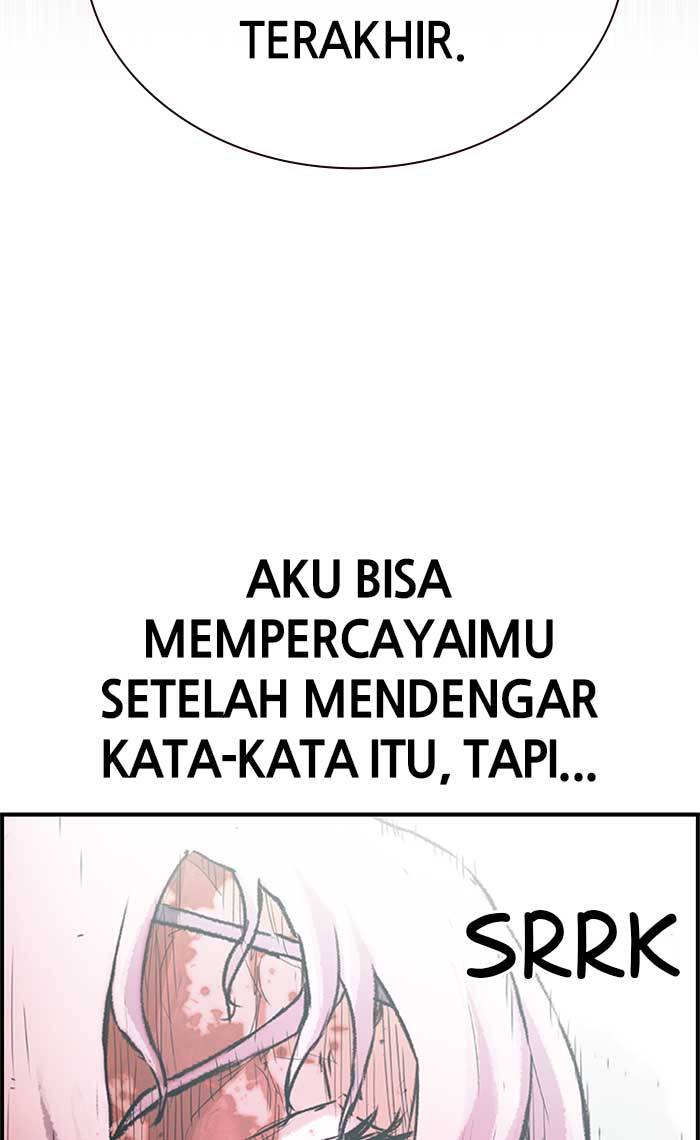 TERAKHIR.
AKU BISA
MEMPERCAYAIMU
SETELAH MENDENGAR
KATA-KATA ITU, TAPI...
SRRK